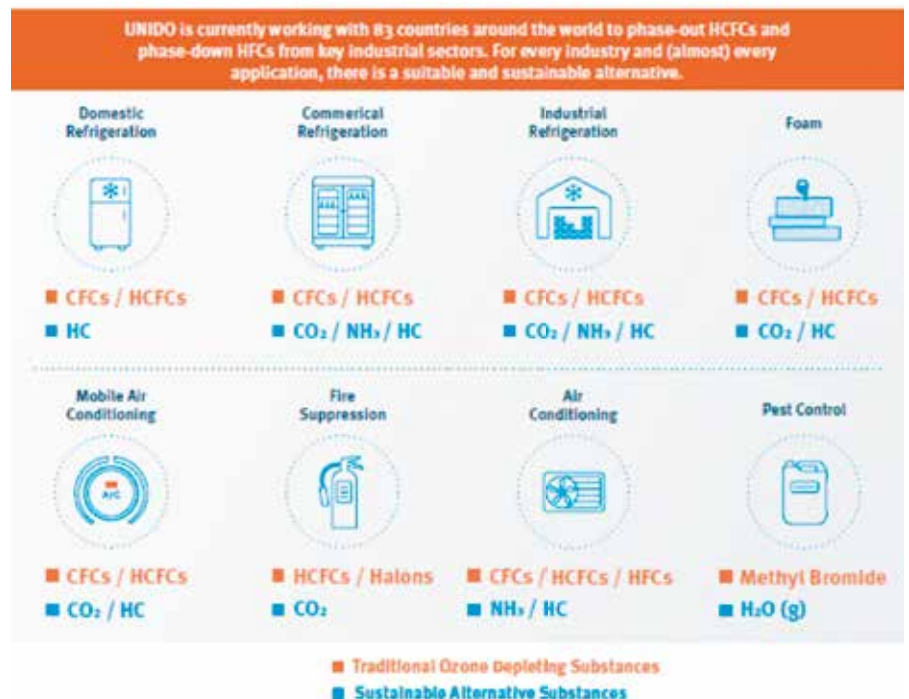 UNIDO is currently working with 83 countries around the world to phase-out HCFCs and
phase-down HFCs from key industrial sectors. For every industry and (almost) every
application, there is a suitable and sustainable alternative.
Domestic
Refrigeration
CFCs / HCFCs
HC
Commerical
Refrigeration
CFCs / HCFCs
CO₂ / NH₃ / HC
Industrial
Refrigeration
CFCs / HCFCs
CO₂ / NH₃ / HC
Foam
CFCs / HCFCs
CO₂ / HC
Mobile Air
Conditioning
A/C
CFCs / HCFCs
CO₂ / HC
Fire
Suppression
HCFCs / Halons
CO₂
Air
Conditioning
CFCs / HCFCs / HFCs
NH₃ / HC
Pest Control
Methyl Bromide
H₂O (g)
Traditional Ozone Depleting Substances
Sustainable Alternative Substances